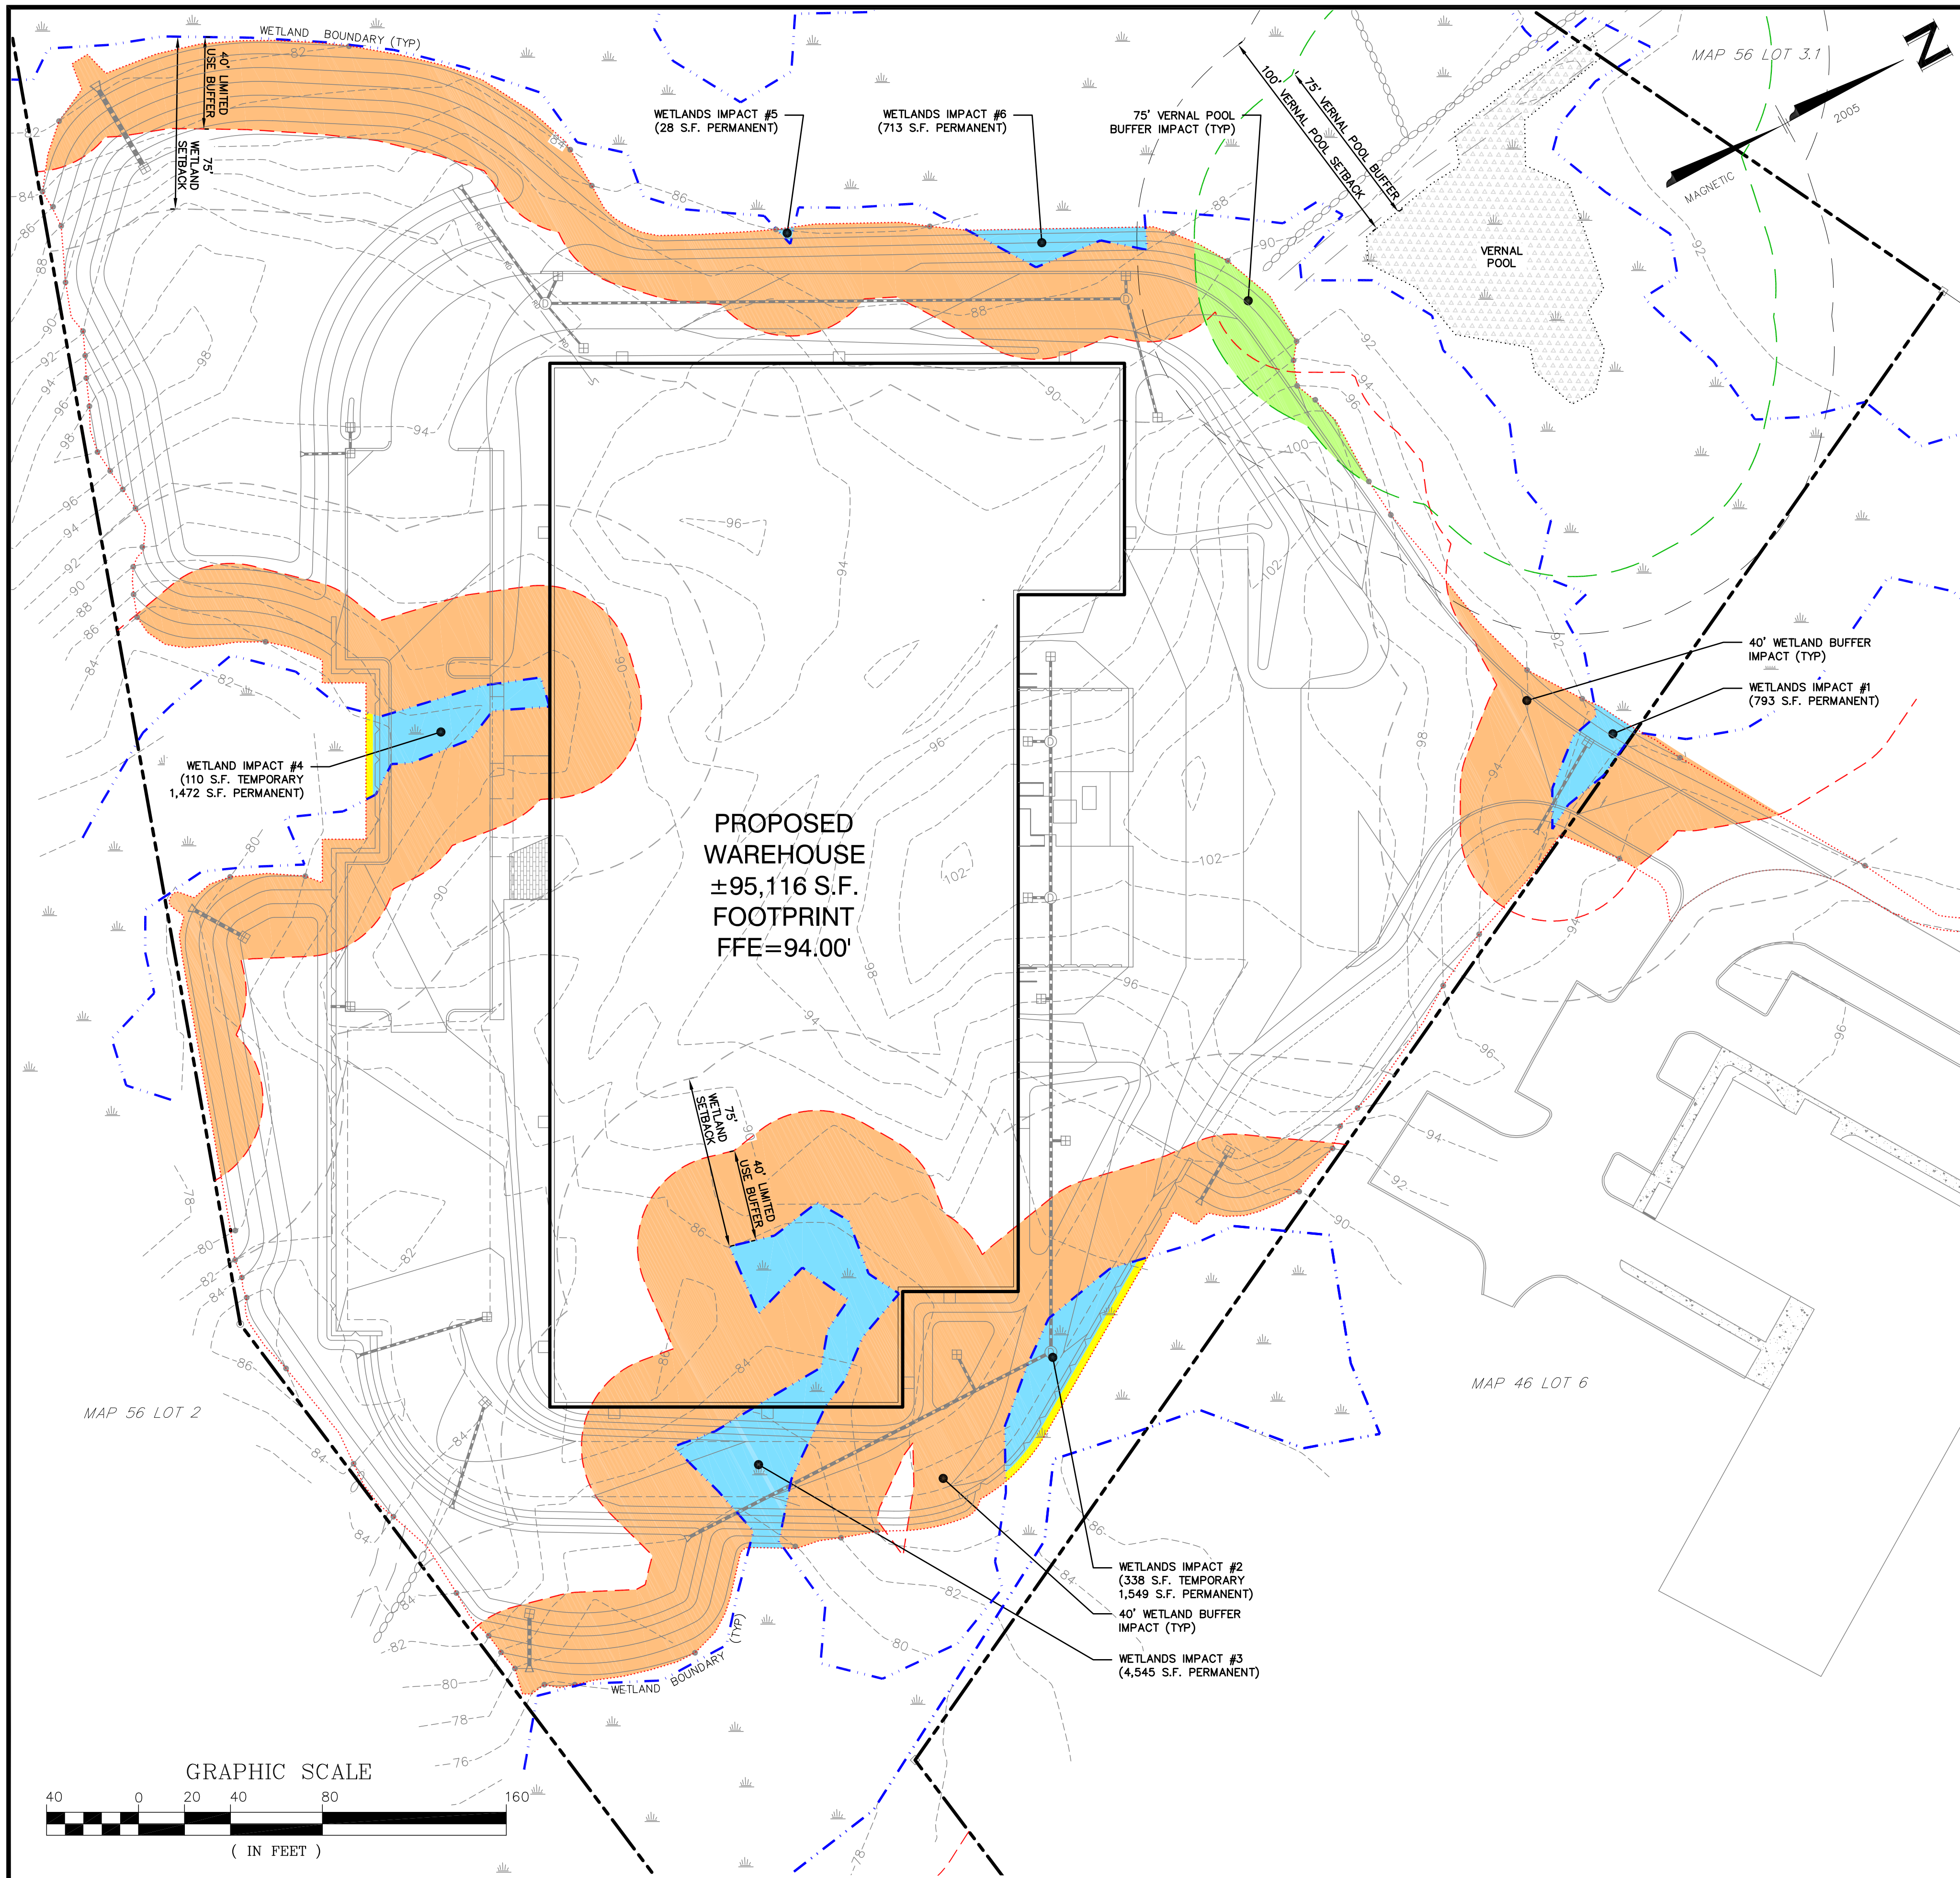 WETLAND BOUNDARY (TYP)
40' LIMITED
USE BUFFER
75'
WETLAND
SETBACK
WETLANDS IMPACT #5
(28 S.F. PERMANENT)
WETLANDS IMPACT #6
(713 S.F. PERMANENT)
75' VERNAL POOL
BUFFER IMPACT (TYP)
100' VERNAL POOL SETBACK
75' VERNAL POOL BUFFER
MAP 56 LOT 3.1
N
2005
MAGNETIC
VERNAL
POOL
40' WETLAND BUFFER
IMPACT (TYP)
WETLANDS IMPACT #1
(793 S.F. PERMANENT)
WETLAND IMPACT #4
(110 S.F. TEMPORARY
1,472 S.F. PERMANENT)
PROPOSED
WAREHOUSE
±95,116 S.F.
FOOTPRINT
FFE=94.00'
75'
WETLAND
SETBACK
40' LIMITED
USE BUFFER
MAP 56 LOT 2
MAP 46 LOT 6
WETLANDS IMPACT #2
(338 S.F. TEMPORARY
1,549 S.F. PERMANENT)
40' WETLAND BUFFER
IMPACT (TYP)
WETLANDS IMPACT #3
(4,545 S.F. PERMANENT)
WETLAND BOUNDARY (TYP)
GRAPHIC SCALE
40 0 20 40 80 160
( IN FEET )